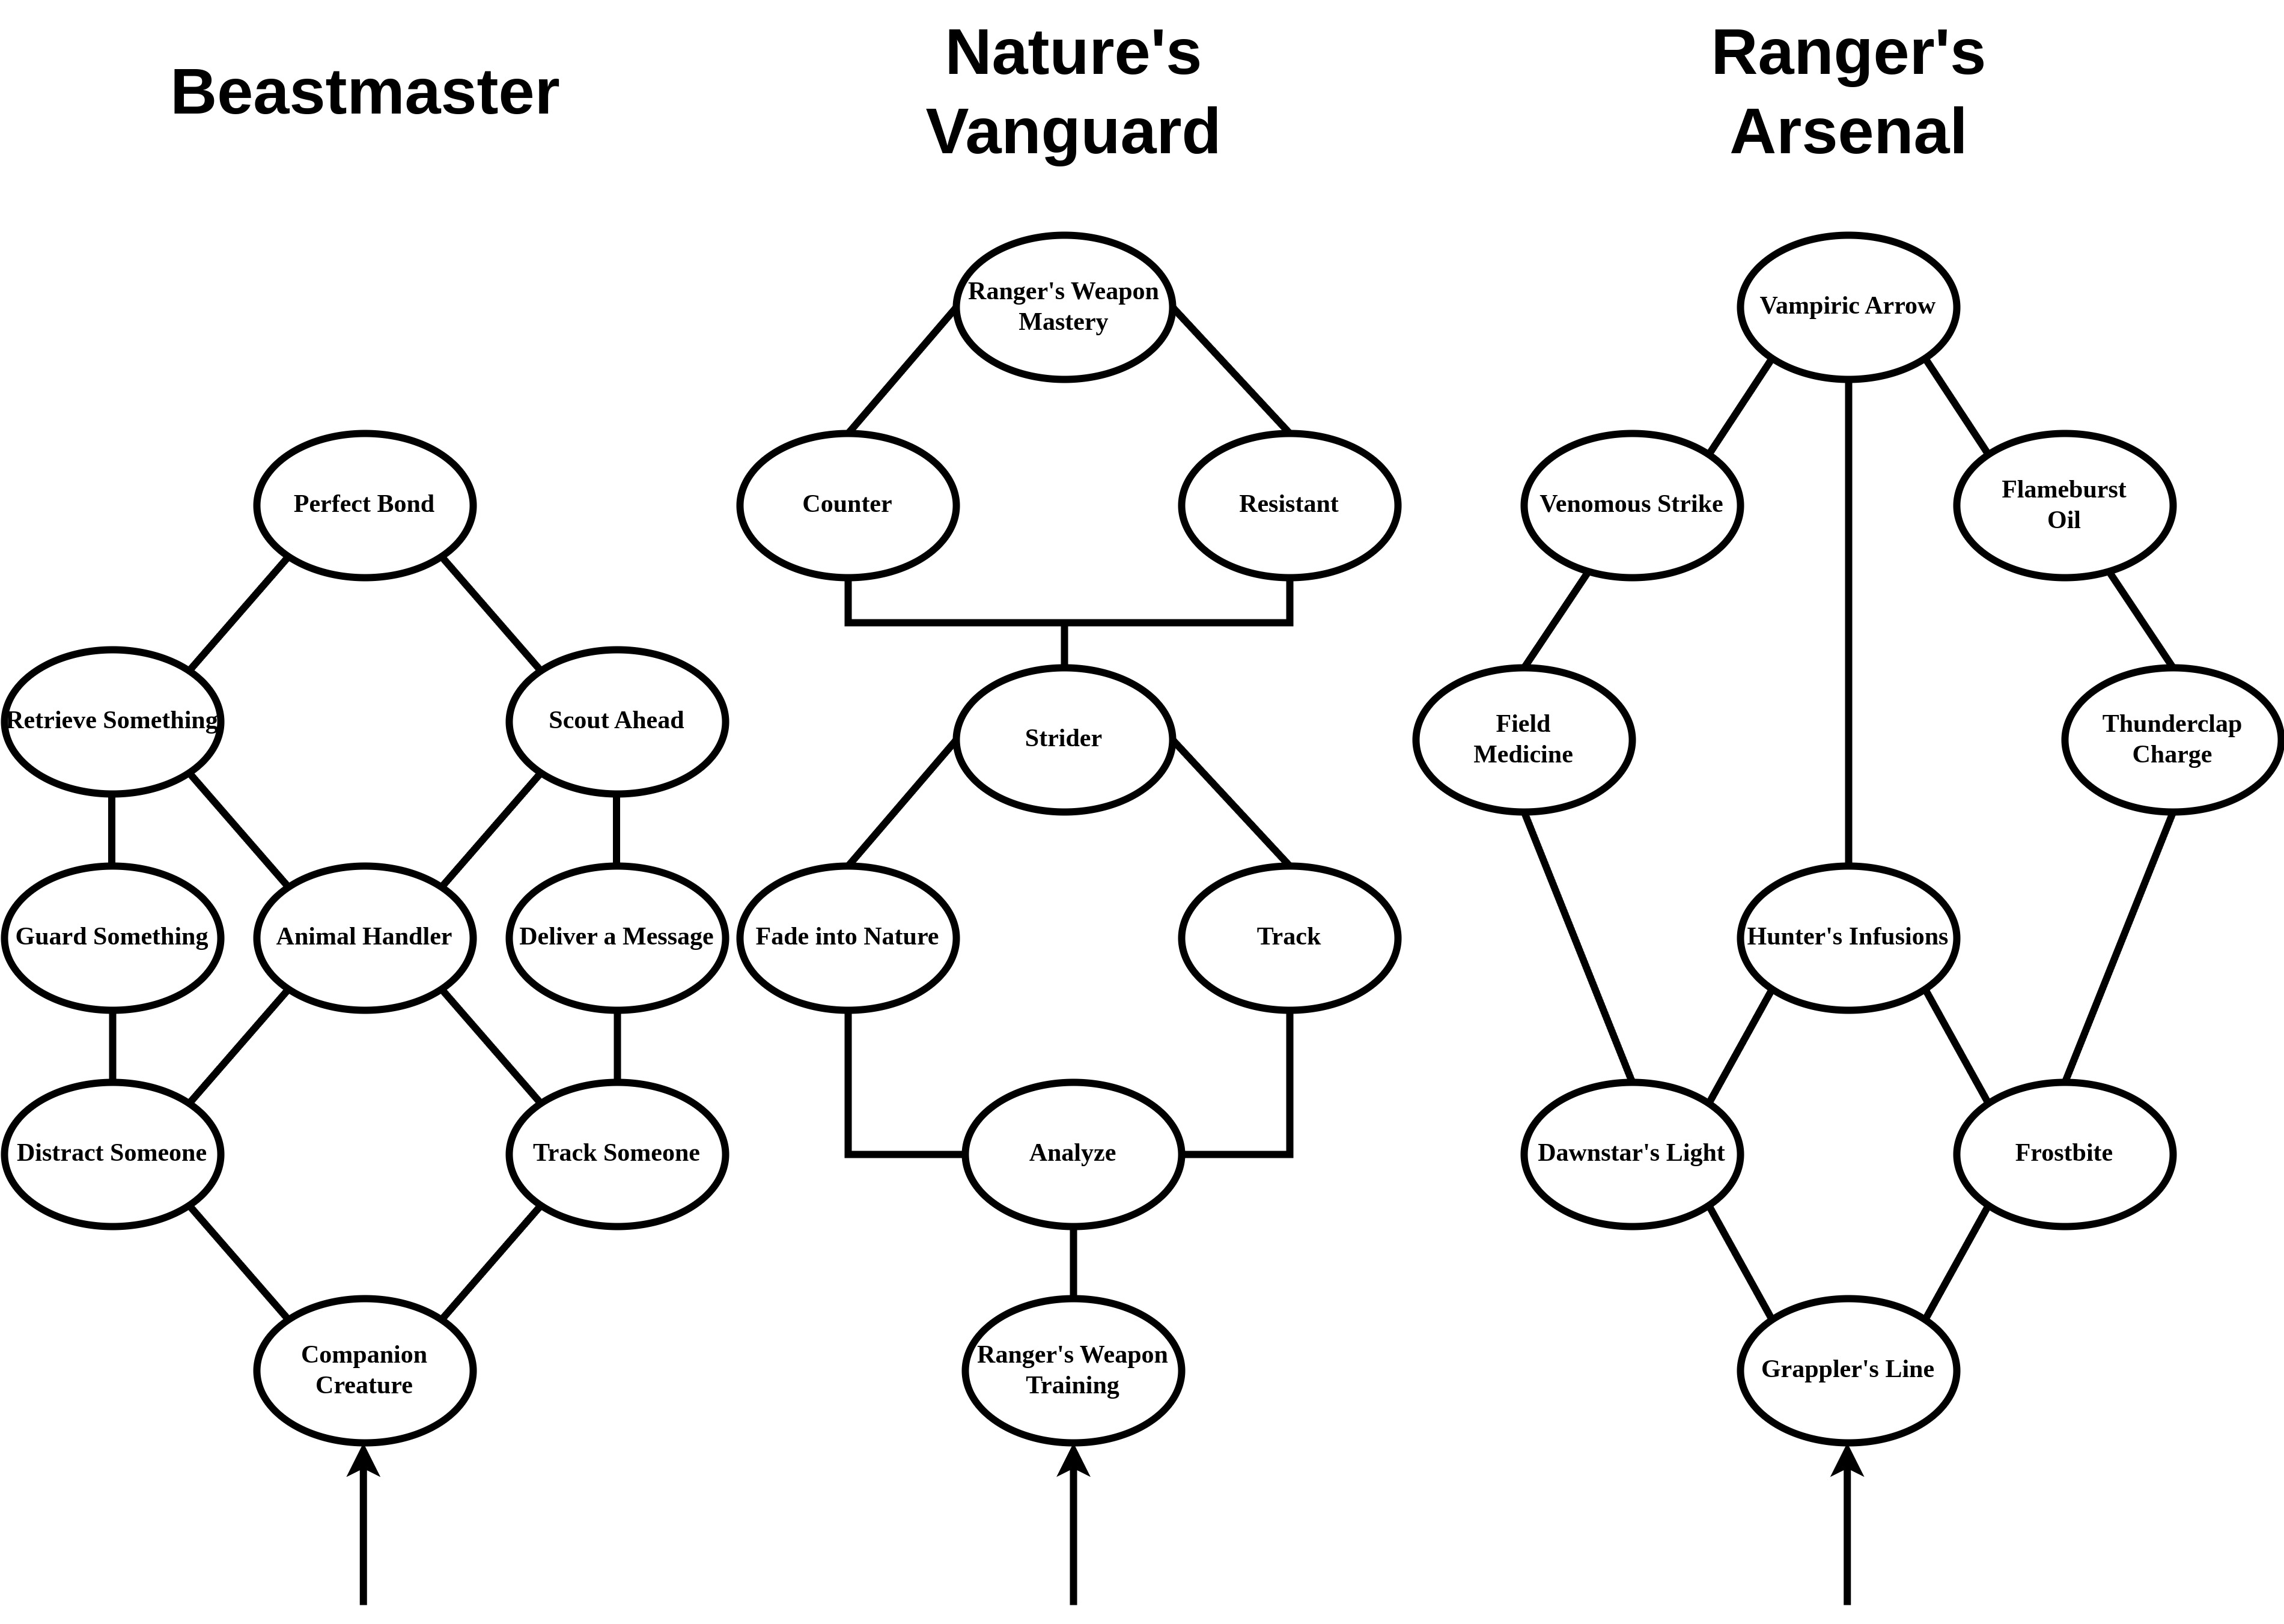 Beastmaster
Nature's
Vanguard
Ranger's
Arsenal
Perfect Bond
Retrieve Something
Scout Ahead
Guard Something
Animal Handler
Deliver a Message
Distract Someone
Track Someone
Companion
Creature
Ranger's Weapon
Mastery
Counter
Resistant
Strider
Fade into Nature
Track
Analyze
Ranger's Weapon
Training
Vampiric Arrow
Venomous Strike
Flameburst
Oil
Field
Medicine
Thunderclap
Charge
Hunter's Infusions
Dawnstar's Light
Frostbite
Grappler's Line